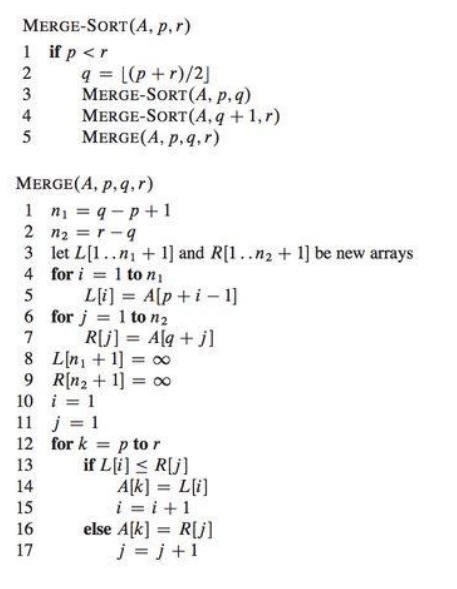 MERGE-SORT(A, p, r)
1 if p < r
2 q = ⌊(p + r)/2⌋
3 MERGE-SORT(A, p, q)
4 MERGE-SORT(A, q + 1, r)
5 MERGE(A, p, q, r)
MERGE(A, p, q, r)
1 n₁ = q − p + 1
2 n₂ = r − q
3 let L[1..n₁ + 1] and R[1..n₂ + 1] be new arrays
4 for i = 1 to n₁
5 L[i] = A[p + i − 1]
6 for j = 1 to n₂
7 R[j] = A[q + j]
8 L[n₁ + 1] = ∞
9 R[n₂ + 1] = ∞
10 i = 1
11 j = 1
12 for k = p to r
13 if L[i] ≤ R[j]
14 A[k] = L[i]
15 i = i + 1
16 else A[k] = R[j]
17 j = j + 1